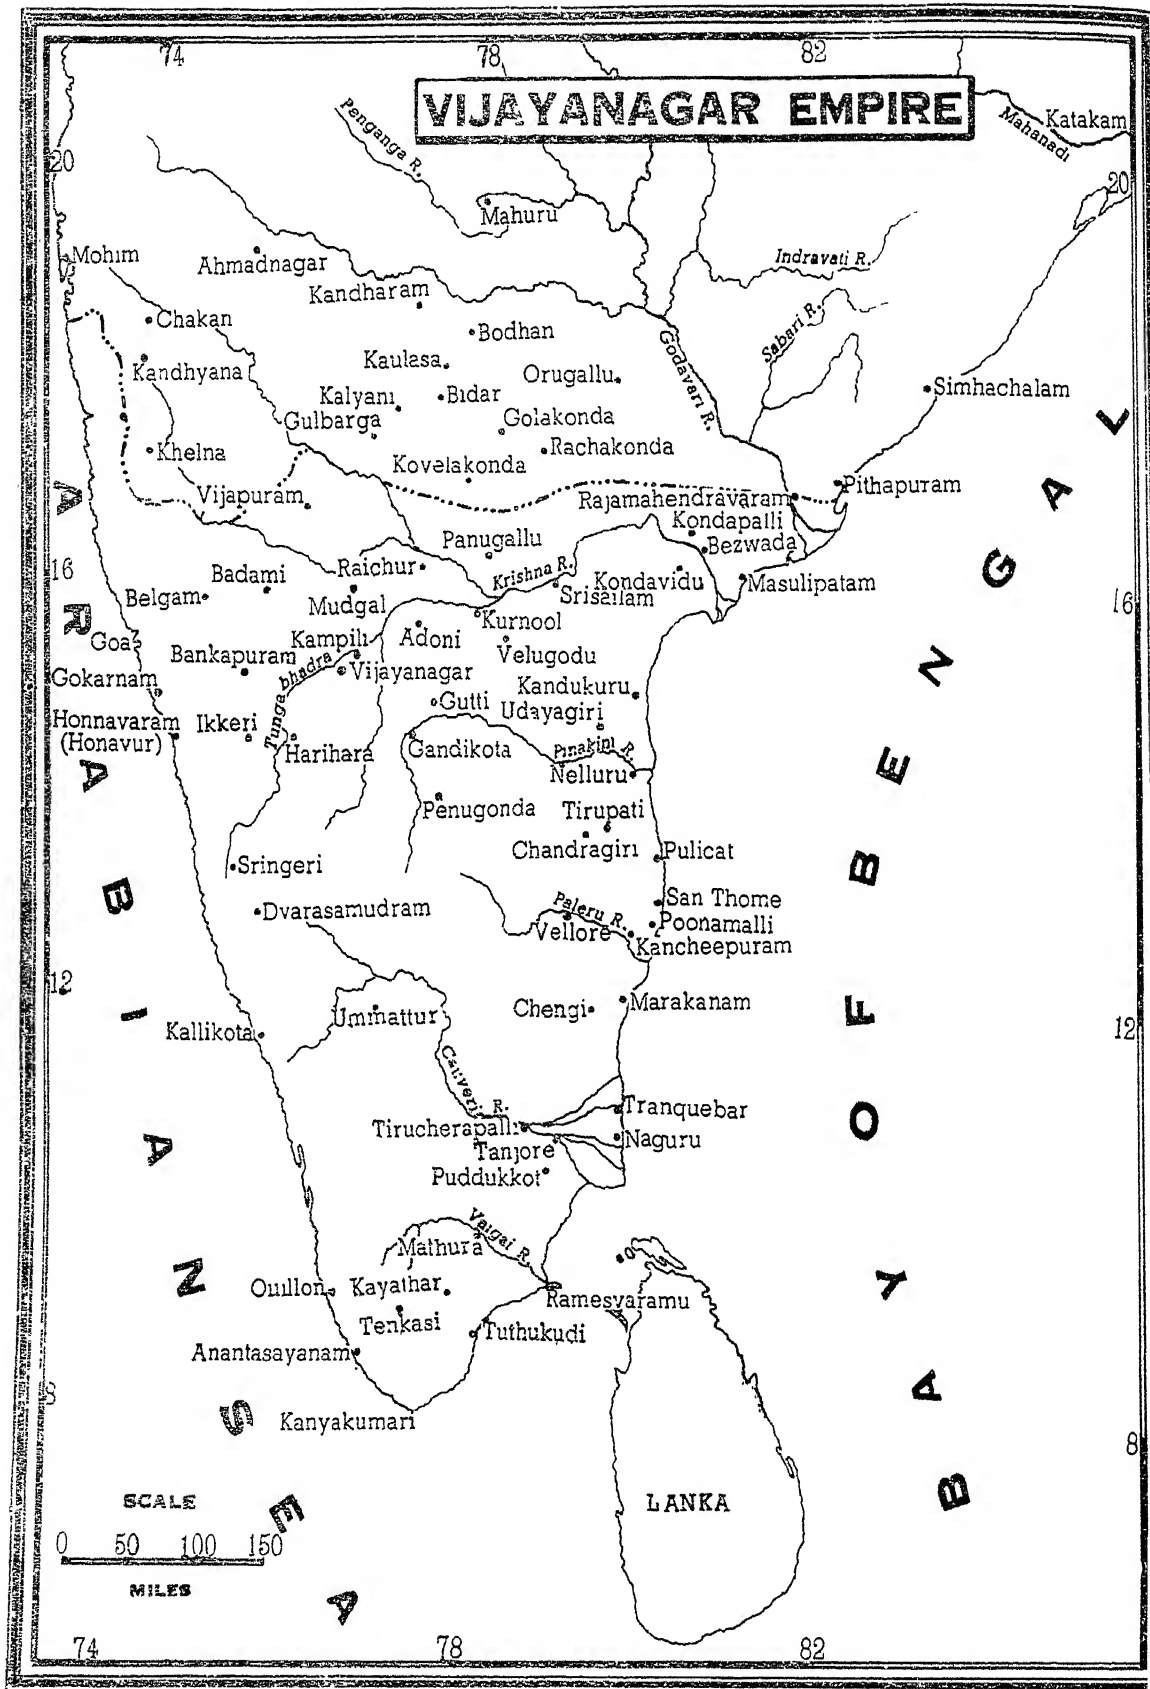 74
78
82
VIJAYANAGAR EMPIRE
Penganga R.
Mahanadi
Katakam
20
20
Mahuru
Mohim
Ahmadnagar
Indravati R.
Kandharam
Chakan
Bodhan
Sabari R.
Godavari R.
Kandhyana
Kaulasa
Orugallu
Simhachalam
Kalyani
Bidar
Gulbarga
Golakonda
Khelna
Rachakonda
Kovelakonda
Vijapuram
Rajamahendravaram
Pithapuram
Kondapalli
Panugallu
Bezwada
16
Badami
Raichur
Krishna R.
Kondavidu
Masulipatam
16
Belgam
Mudgal
Srisailam
Goa
Kampili
Adoni
Kurnool
Bankapuram
Vijayanagar
Velugodu
Gokarnam
Tungabhadra
Gutti
Kandukuru
Honnavaram
(Honavur)
Ikkeri
Udayagiri
Harihara
Gandikota
Pinakini R.
Nelluru
Penugonda
Tirupati
Chandragiri
Pulicat
Sringeri
San Thome
Dvarasamudram
Paleru R.
Vellore
Poonamalli
Kancheepuram
12
Ummattur
Chengi
Marakanam
12
Kallikota
Cauveri R.
Tranquebar
Tirucherapalli
Naguru
Tanjore
Puddukkot
Mathura
Vaigai R.
Oullon
Kayathar
Ramesvaramu
Tenkasi
Tuthukudi
Anantasayanam
8
Kanyakumari
8
LANKA
ARABIAN SEA
BAY OF BENGAL
SCALE
0 50 100 150
MILES
74
78
82